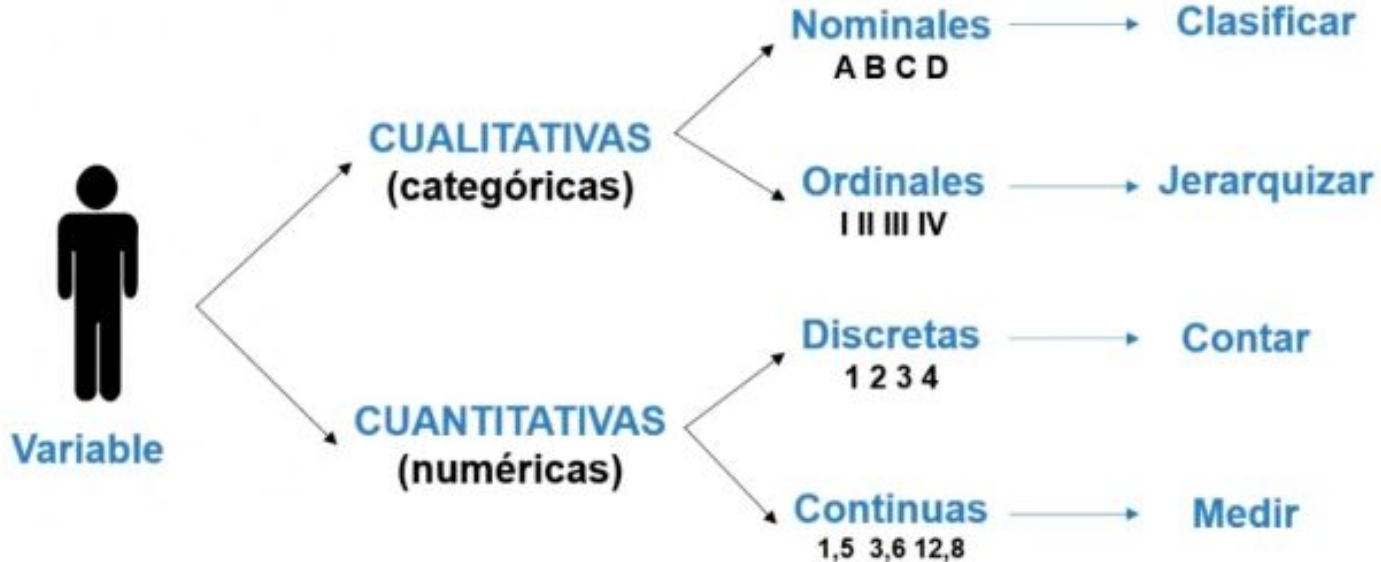 Nominales
Clasificar
A B C D
CUALITATIVAS
(categóricas)
Ordinales
Jerarquizar
I II III IV
Variable
Discretas
Contar
1 2 3 4
CUANTITATIVAS
(numéricas)
Continuas
Medir
1,5 3,6 12,8